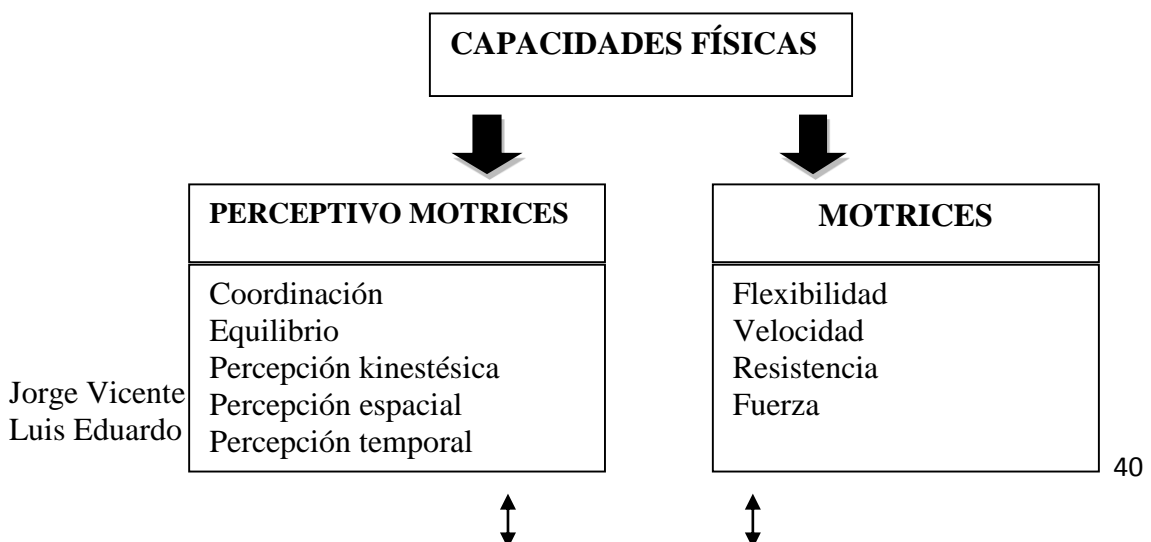 CAPACIDADES FÍSICAS
PERCEPTIVO MOTRICES
Coordinación
Equilibrio
Percepción kinestésica
Percepción espacial
Percepción temporal
MOTRICES
Flexibilidad
Velocidad
Resistencia
Fuerza
Jorge Vicente
Luis Eduardo
40